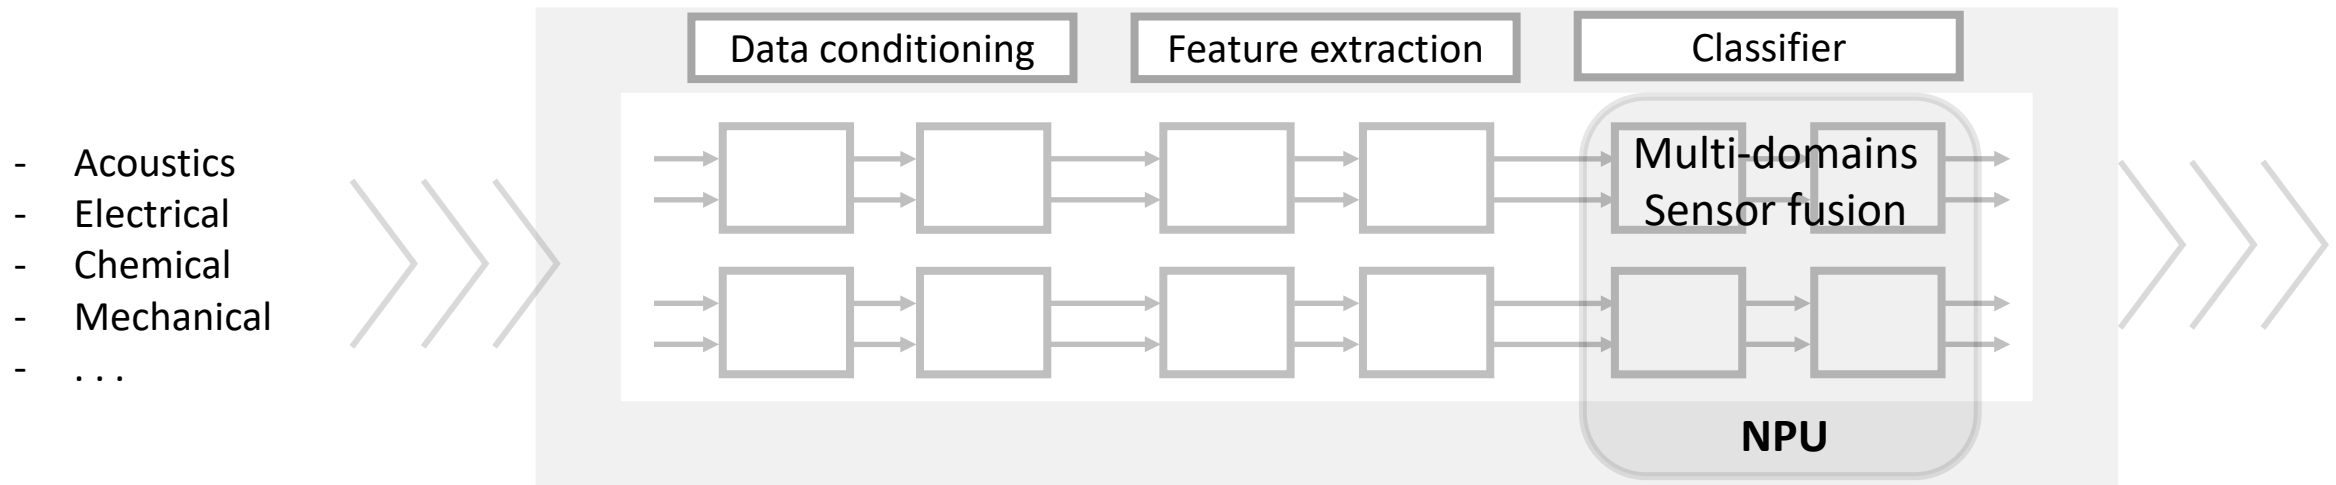 Data conditioning
Feature extraction
Classifier
- Acoustics
- Electrical
- Chemical
- Mechanical
- . . .
Multi-domains
Sensor fusion
NPU